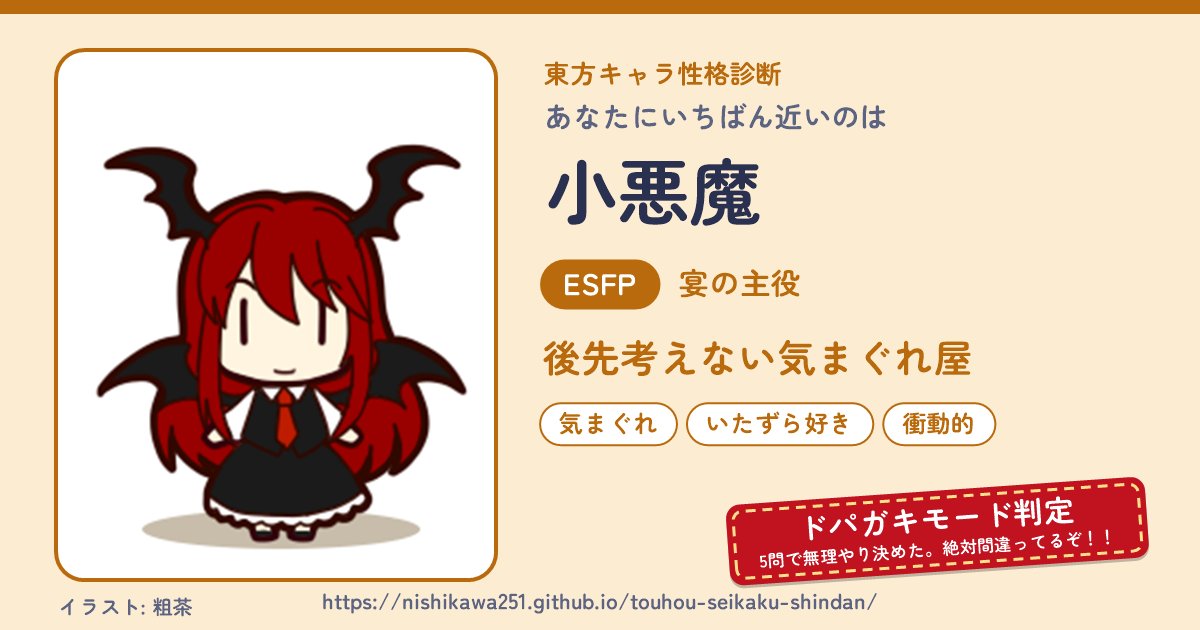 東方キャラ性格診断
あなたにいちばん近いのは
小悪魔
ESFP 宴の主役
後先考えない気まぐれ屋
気まぐれ いたずら好き 衝動的
ドパガキモード判定
5問で無理やり決めた。絶対間違ってるぞ！！
イラスト: 粗茶
https://nishikawa251.github.io/touhou-seikaku-shindan/